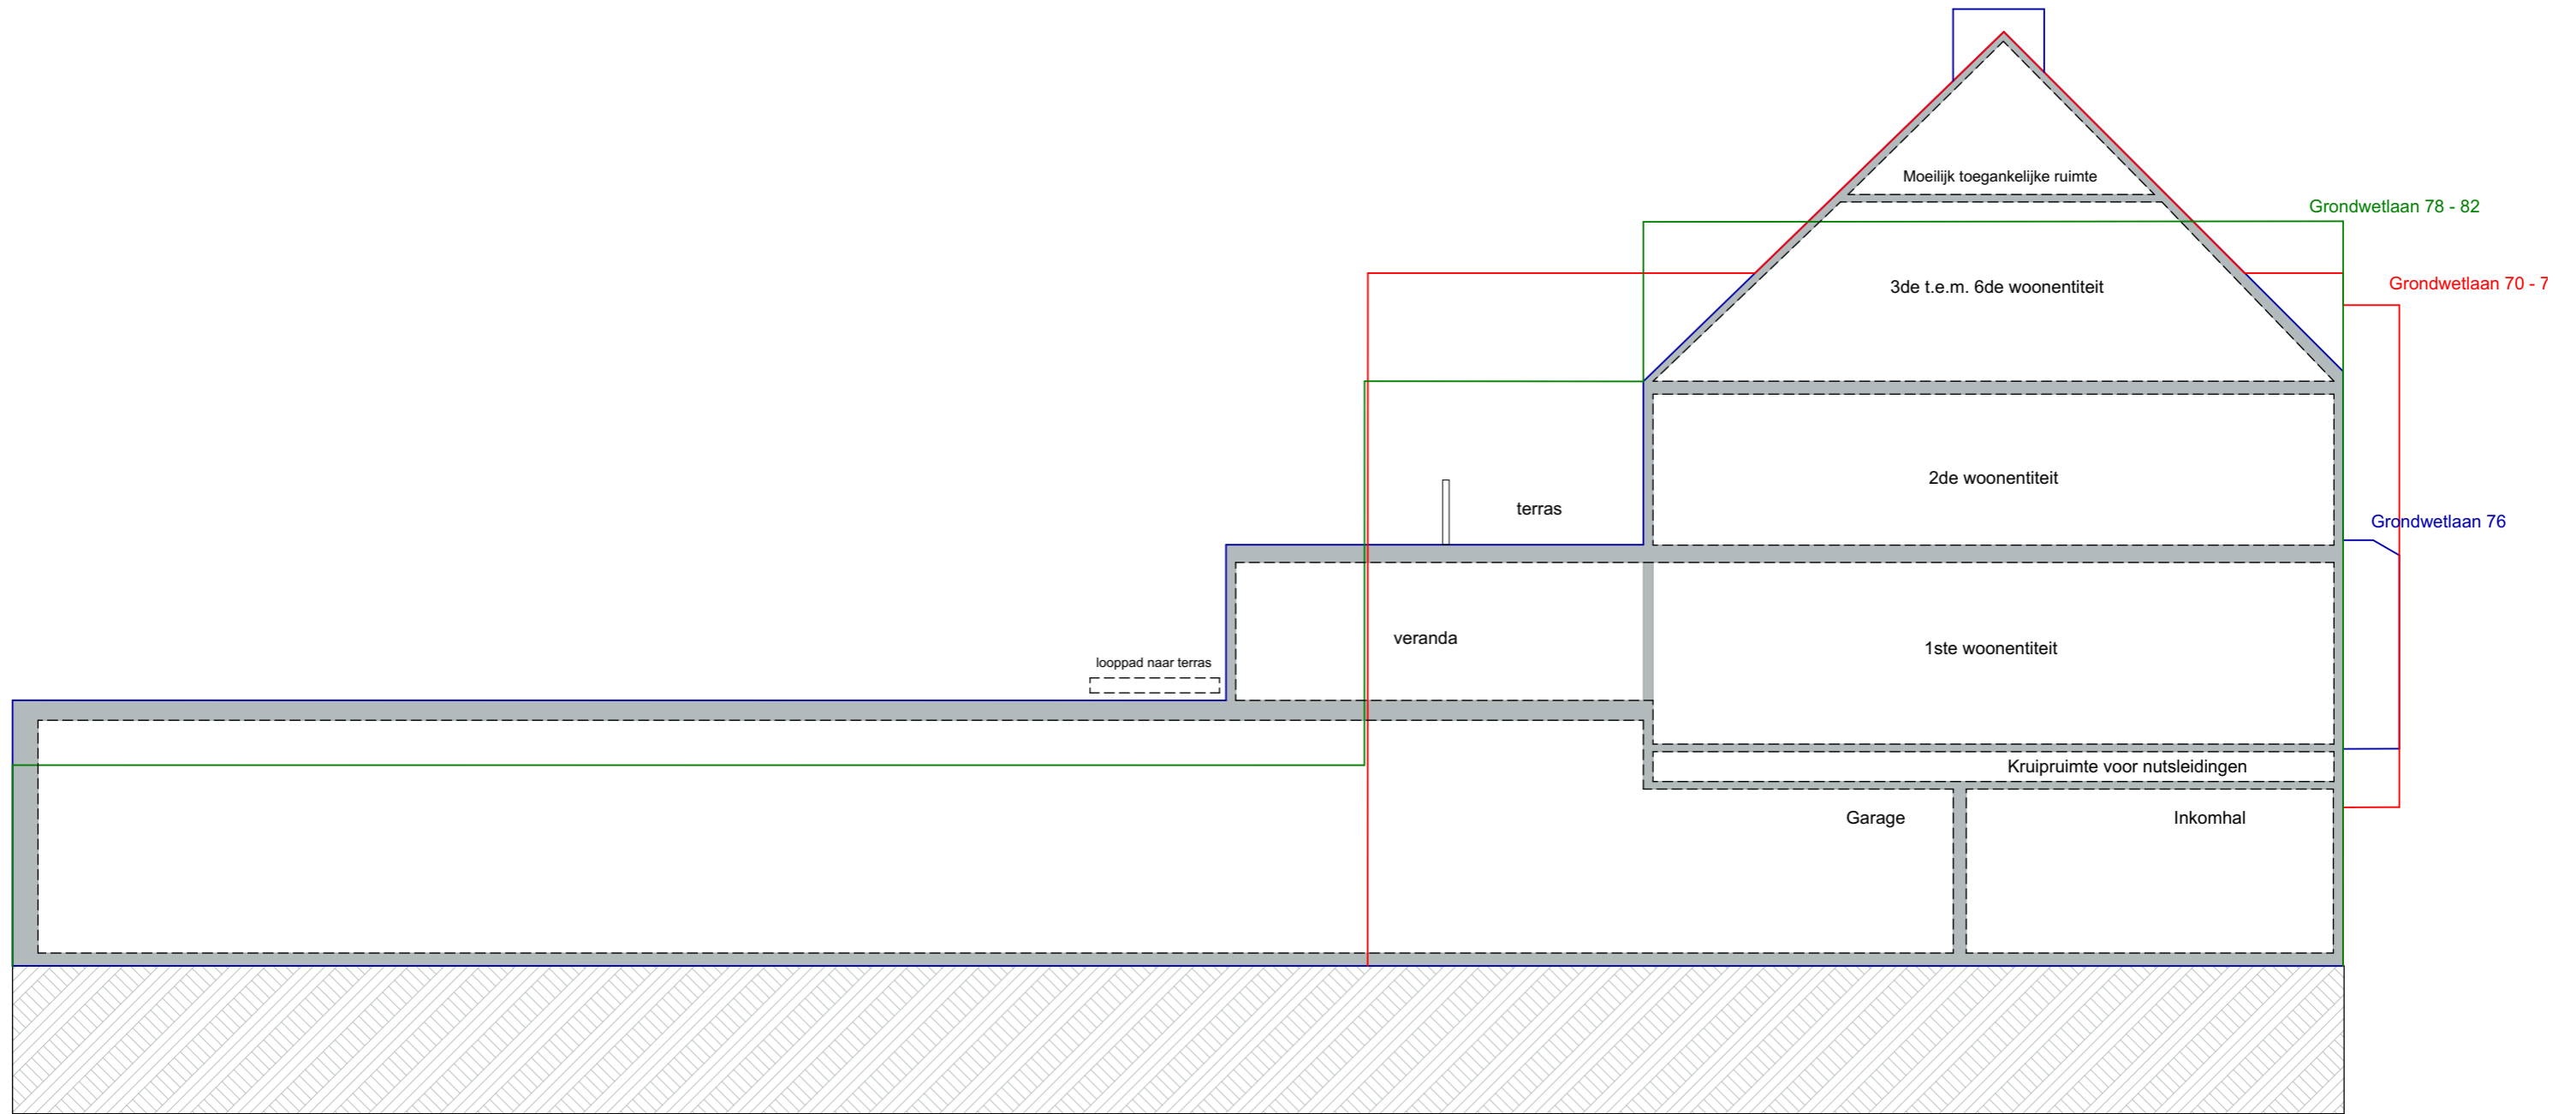 Moeilijk toegankelijke ruimte
Grondwetlaan 78 - 82
Grondwetlaan 70 - 7
3de t.e.m. 6de woonentiteit
2de woonentiteit
terras
Grondwetlaan 76
veranda
1ste woonentiteit
looppad naar terras
Kruipruimte voor nutsleidingen
Garage
Inkomhal